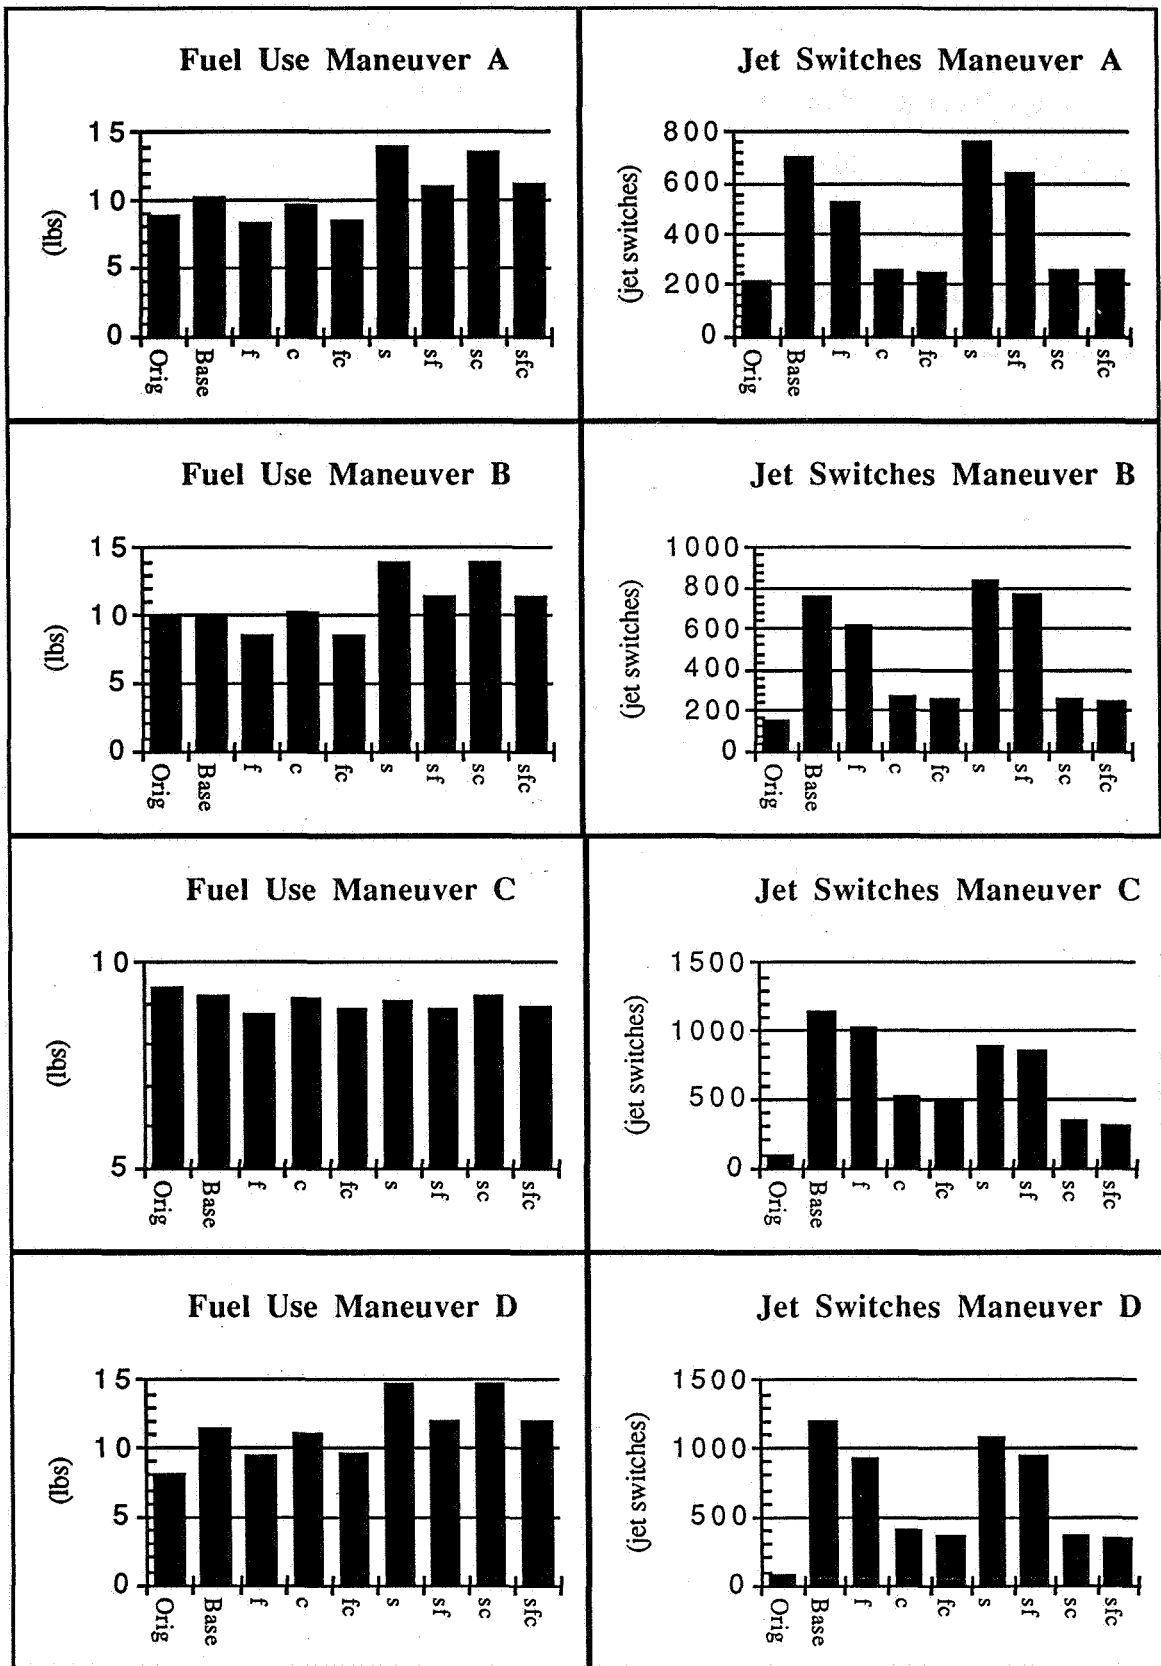 Fuel Use Maneuver A
15
10
5
0
(lbs)
Orig Base f c fc s sf sc sfc
Jet Switches Maneuver A
800
600
400
200
0
(jet switches)
Orig Base f c fc s sf sc sfc
Fuel Use Maneuver B
15
10
5
0
(lbs)
Orig Base f c fc s sf sc sfc
Jet Switches Maneuver B
1000
800
600
400
200
0
(jet switches)
Orig Base f c fc s sf sc sfc
Fuel Use Maneuver C
10
5
(lbs)
Orig Base f c fc s sf sc sfc
Jet Switches Maneuver C
1500
1000
500
0
(jet switches)
Orig Base f c fc s sf sc sfc
Fuel Use Maneuver D
15
10
5
0
(lbs)
Orig Base f c fc s sf sc sfc
Jet Switches Maneuver D
1500
1000
500
0
(jet switches)
Orig Base f c fc s sf sc sfc